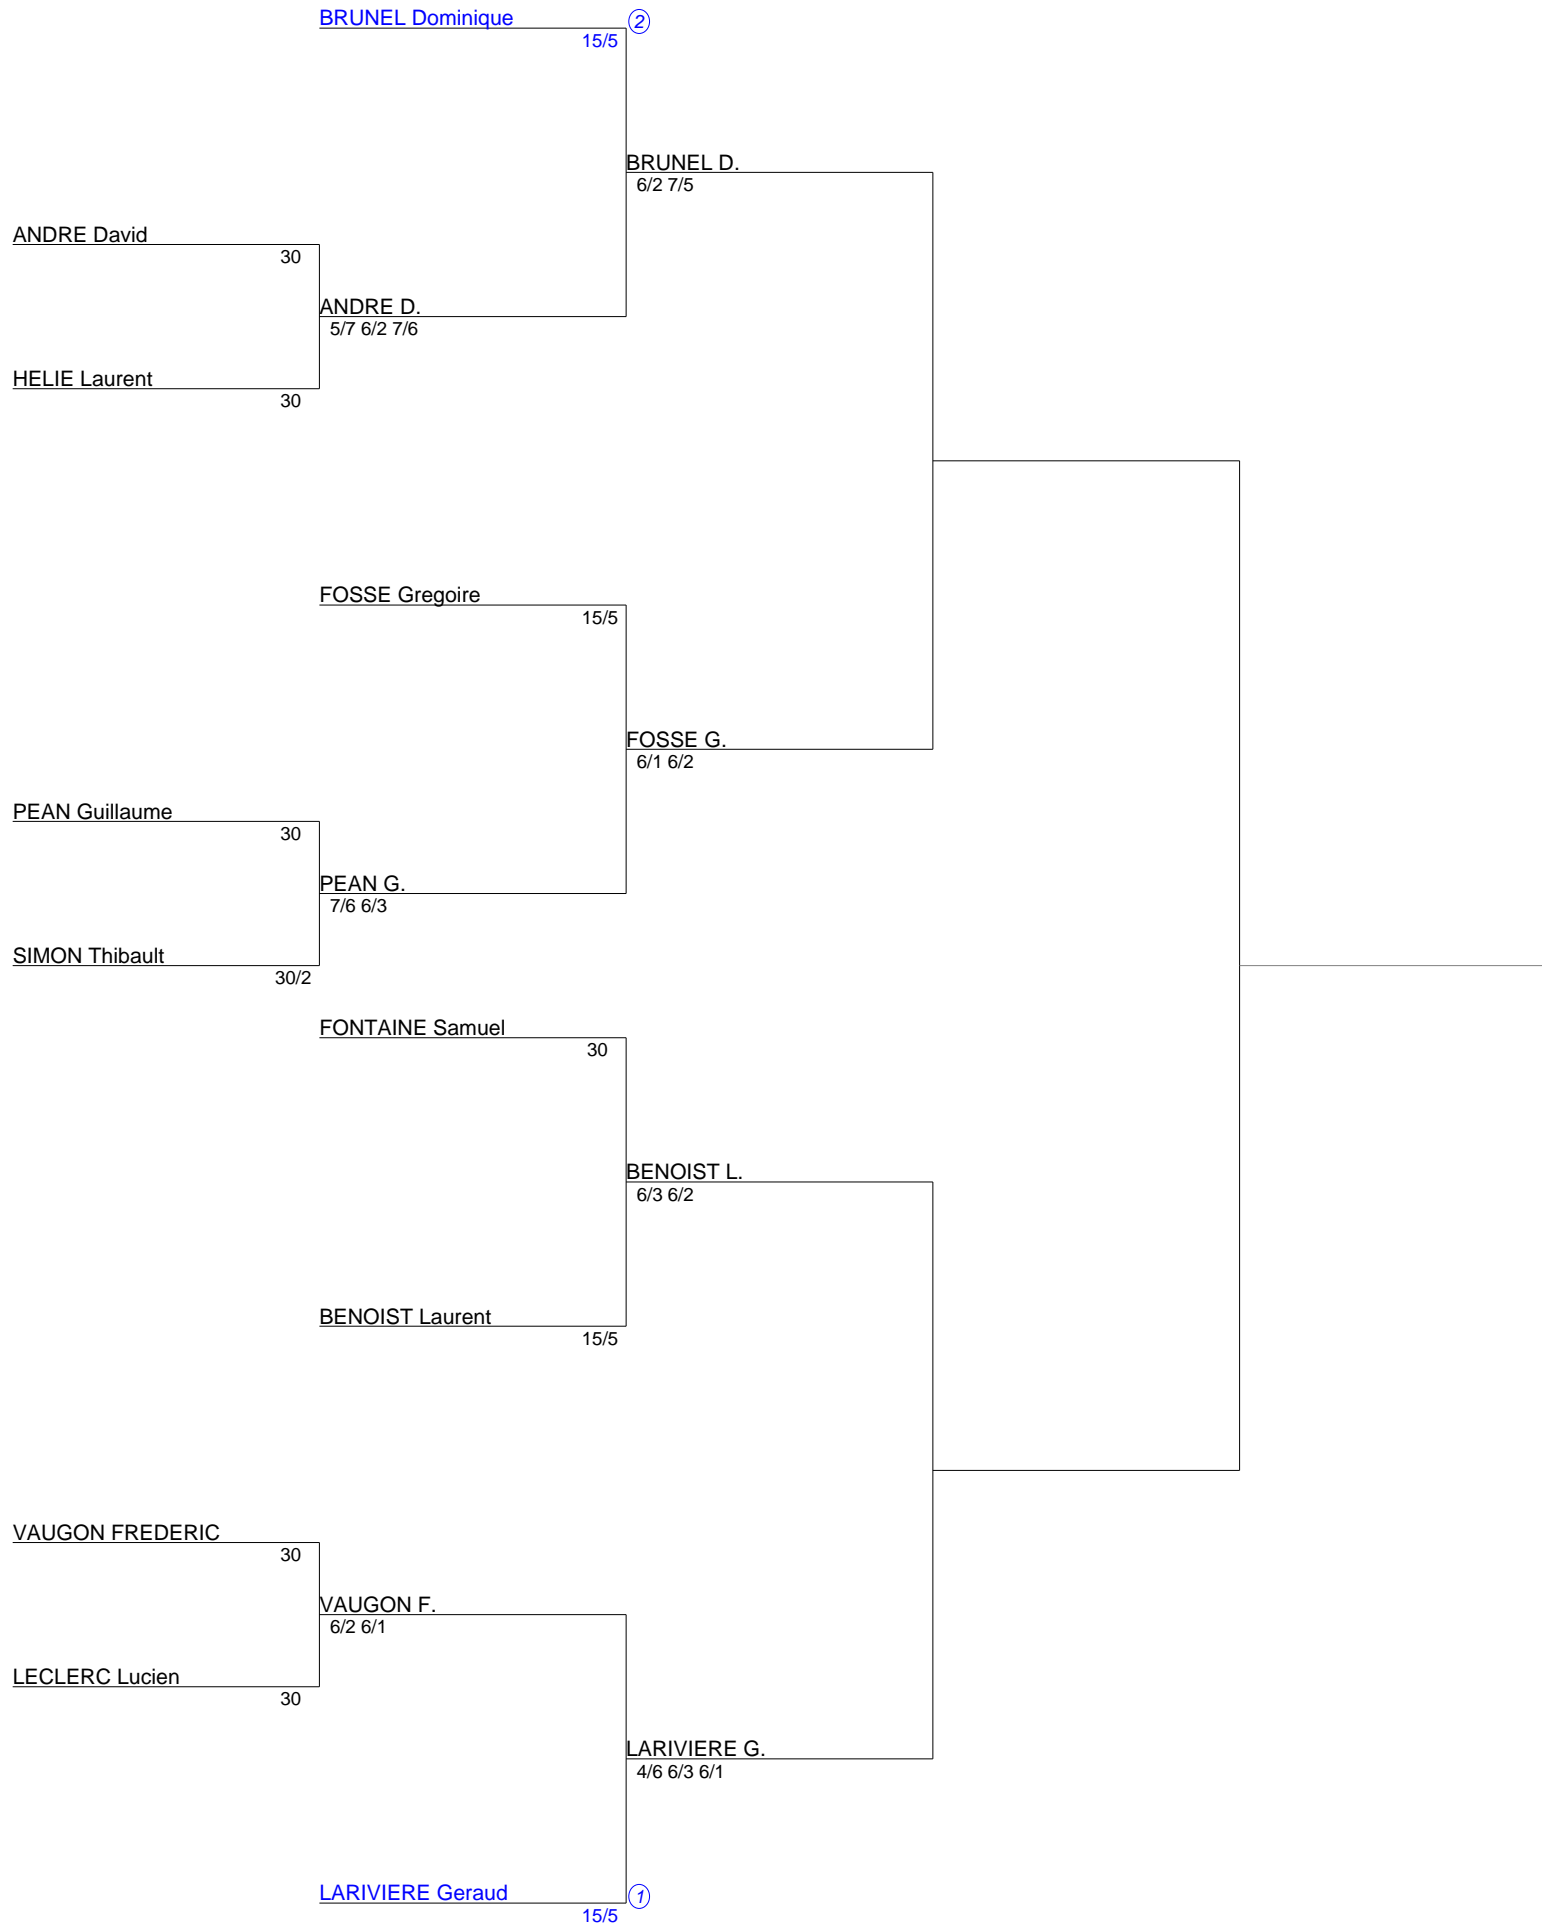 BRUNEL Dominique
2
15/5
BRUNEL D.
6/2 7/5
ANDRE David
30
ANDRE D.
5/7 6/2 7/6
HELIE Laurent
30
FOSSE Gregoire
15/5
FOSSE G.
6/1 6/2
PEAN Guillaume
30
PEAN G.
7/6 6/3
SIMON Thibault
30/2
FONTAINE Samuel
30
BENOIST L.
6/3 6/2
BENOIST Laurent
15/5
VAUGON FREDERIC
30
VAUGON F.
6/2 6/1
LECLERC Lucien
30
LARIVIERE G.
4/6 6/3 6/1
LARIVIERE Geraud
1
15/5